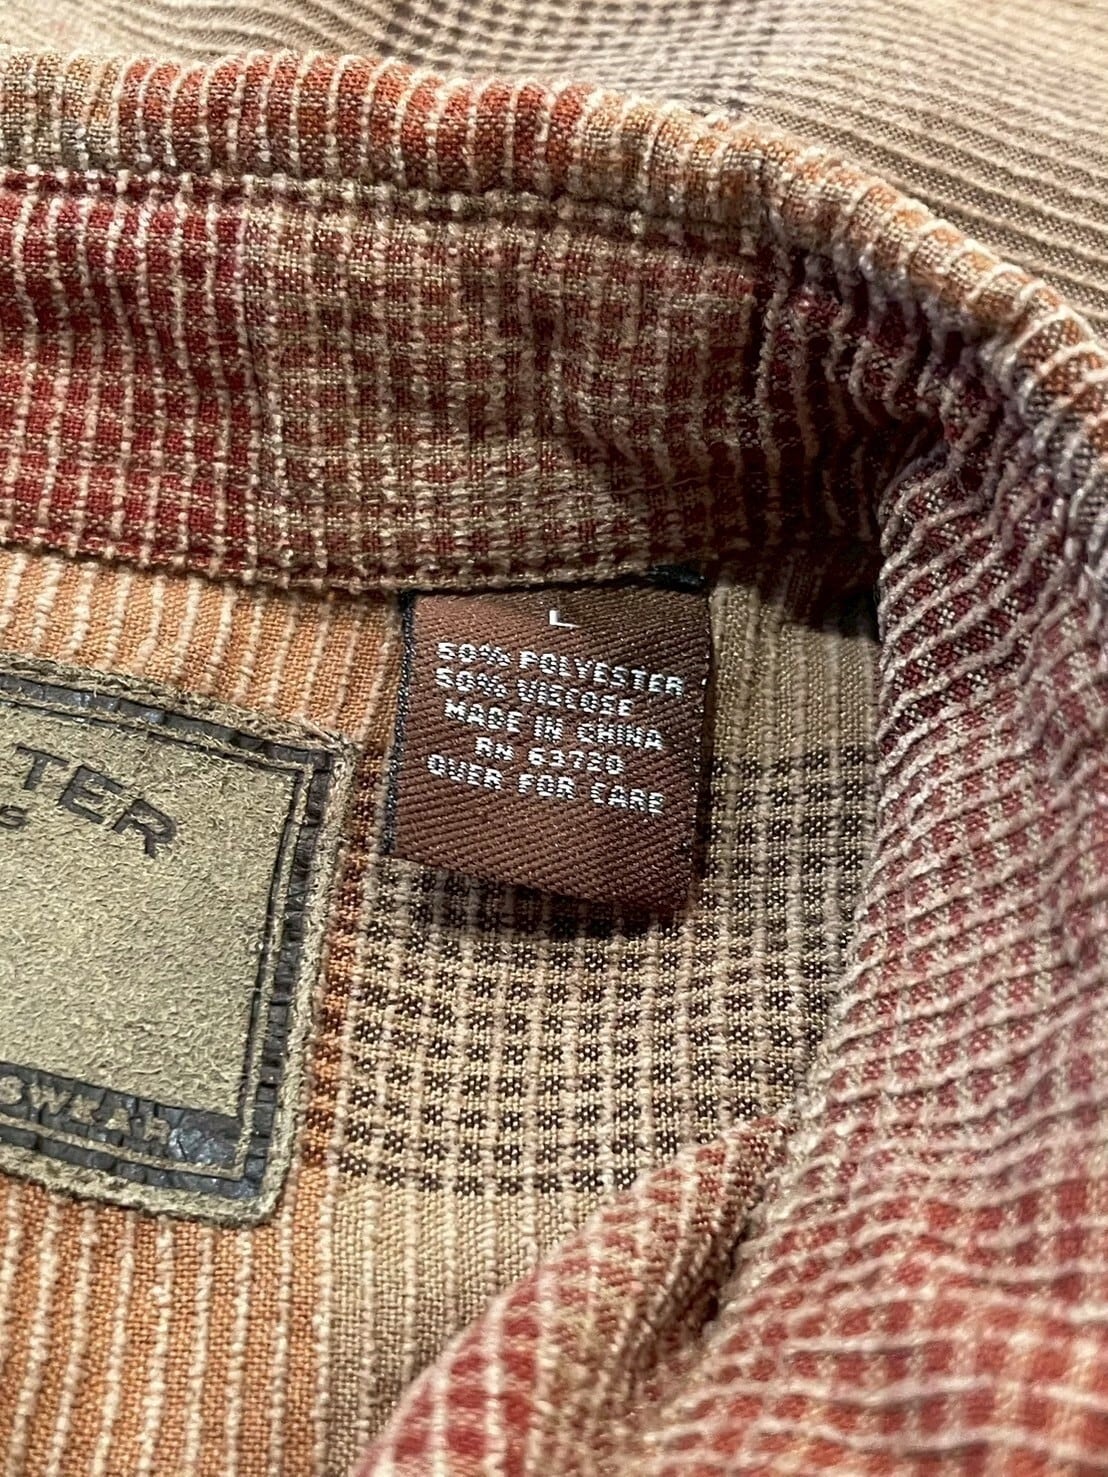 L
50% POLYESTER
50% VISCOSE
MADE IN CHINA
RN 63720
OVER FOR CARE
TER